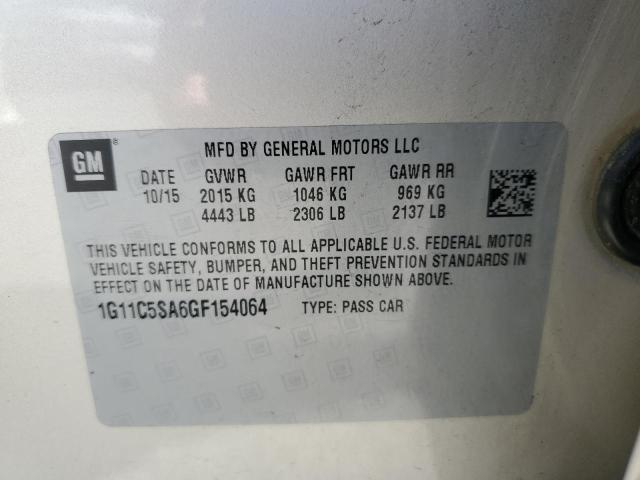 GM
MFD BY GENERAL MOTORS LLC
DATE GVWR GAWR FRT GAWR RR
10/15 2015 KG 1046 KG 969 KG
4443 LB 2306 LB 2137 LB
THIS VEHICLE CONFORMS TO ALL APPLICABLE U.S. FEDERAL MOTOR
VEHICLE SAFETY, BUMPER, AND THEFT PREVENTION STANDARDS IN
EFFECT ON THE DATE OF MANUFACTURE SHOWN ABOVE.
1G11C5SA6GF154064 TYPE: PASS CAR